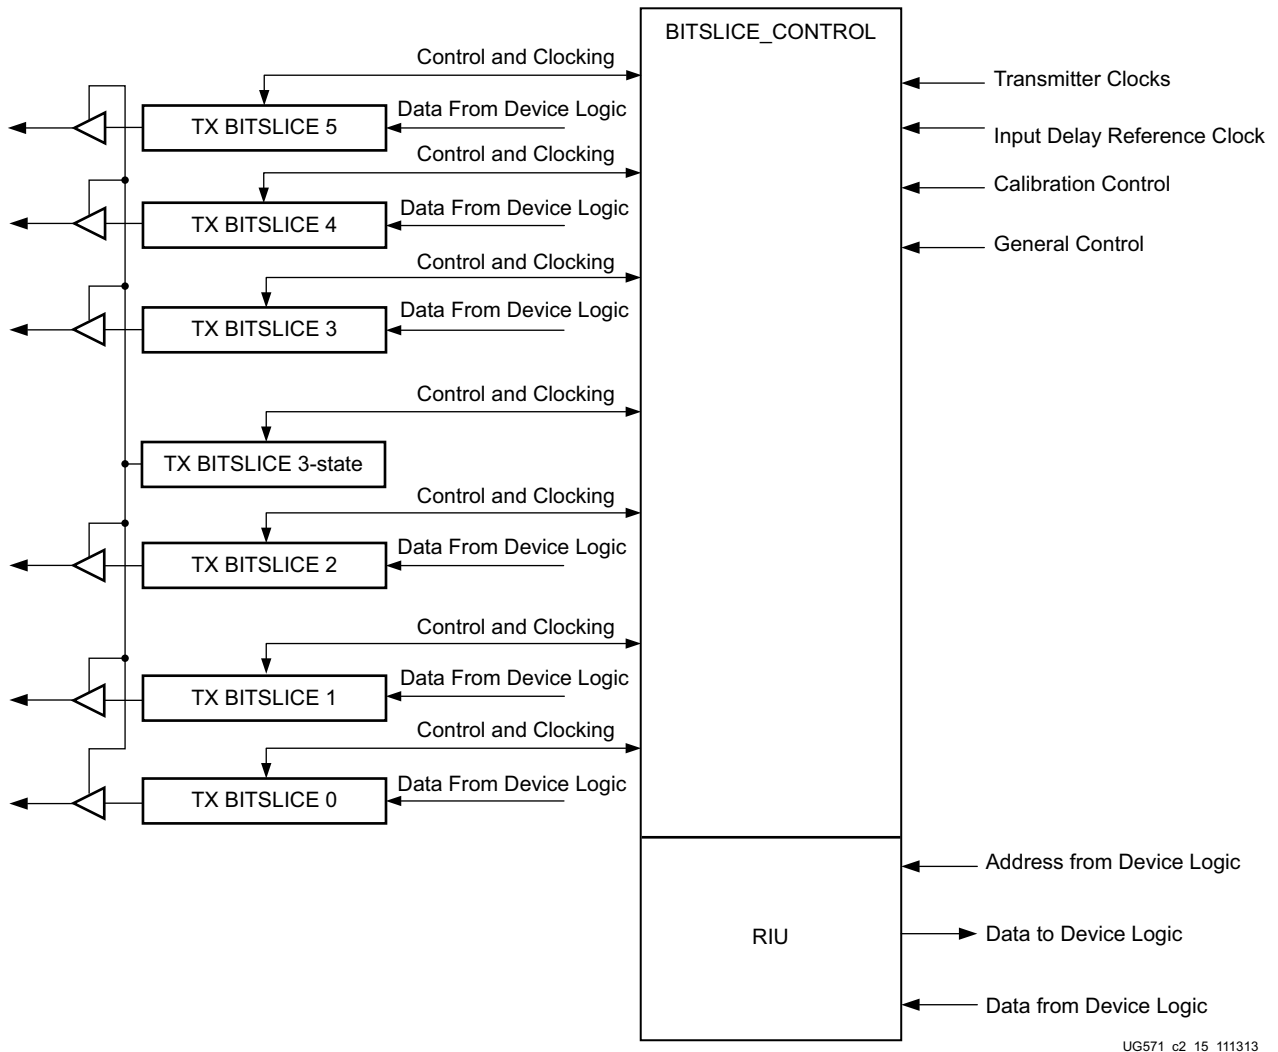 BITSLICE_CONTROL
Control and Clocking
Transmitter Clocks
TX BITSLICE 5
Data From Device Logic
Input Delay Reference Clock
Control and Clocking
Calibration Control
TX BITSLICE 4
Data From Device Logic
General Control
Control and Clocking
TX BITSLICE 3
Data From Device Logic
Control and Clocking
TX BITSLICE 3-state
Control and Clocking
TX BITSLICE 2
Data From Device Logic
Control and Clocking
TX BITSLICE 1
Data From Device Logic
Control and Clocking
TX BITSLICE 0
Data From Device Logic
Address from Device Logic
RIU
Data to Device Logic
Data from Device Logic
UG571_c2_15_111313